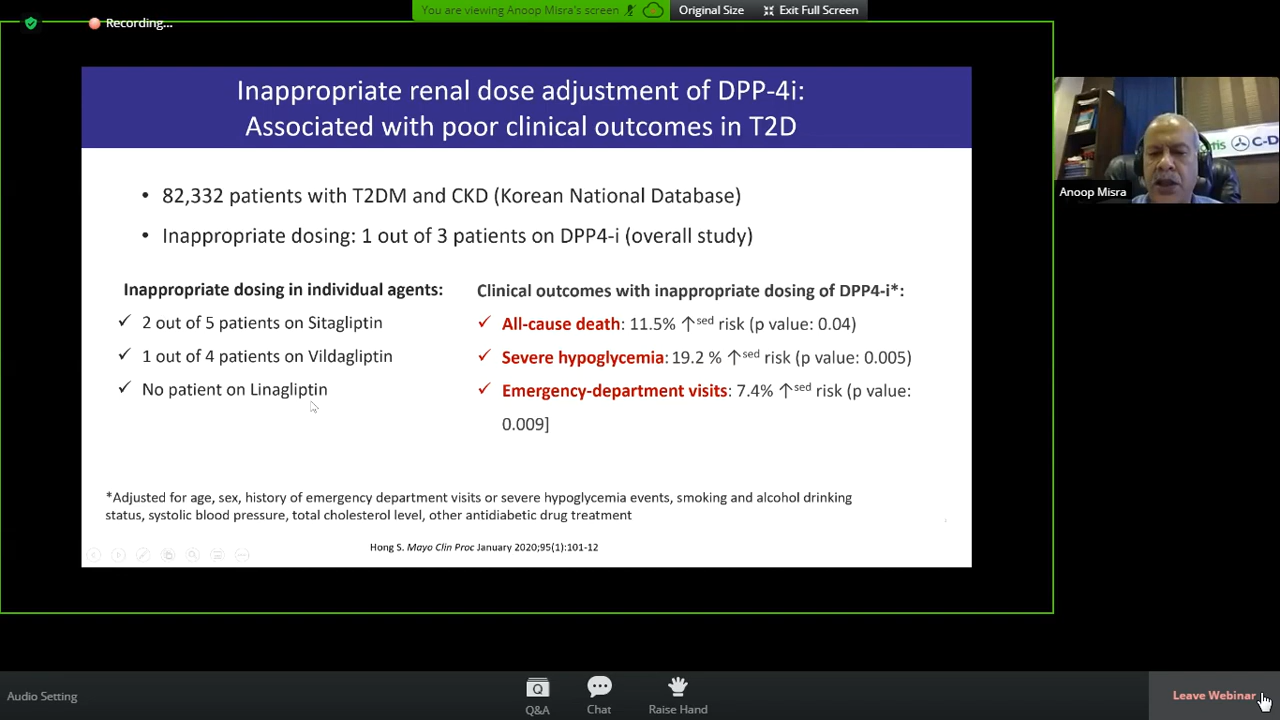 You are viewing Anoop Misra's screen
Original Size
Exit Full Screen
Recording...
Inappropriate renal dose adjustment of DPP-4i:
Associated with poor clinical outcomes in T2D
• 82,332 patients with T2DM and CKD (Korean National Database)
• Inappropriate dosing: 1 out of 3 patients on DPP4-i (overall study)
Inappropriate dosing in individual agents:
✓ 2 out of 5 patients on Sitagliptin
✓ 1 out of 4 patients on Vildagliptin
✓ No patient on Linagliptin
Clinical outcomes with inappropriate dosing of DPP4-i*:
✓ All-cause death: 11.5% ↑sed risk (p value: 0.04)
✓ Severe hypoglycemia: 19.2 % ↑sed risk (p value: 0.005)
✓ Emergency-department visits: 7.4% ↑sed risk (p value:
0.009]
*Adjusted for age, sex, history of emergency department visits or severe hypoglycemia events, smoking and alcohol drinking
status, systolic blood pressure, total cholesterol level, other antidiabetic drug treatment
Hong S. Mayo Clin Proc January 2020;95(1):101-12
tis C-D
Anoop Misra
Audio Setting
Q&A
Chat
Raise Hand
Leave Webinar